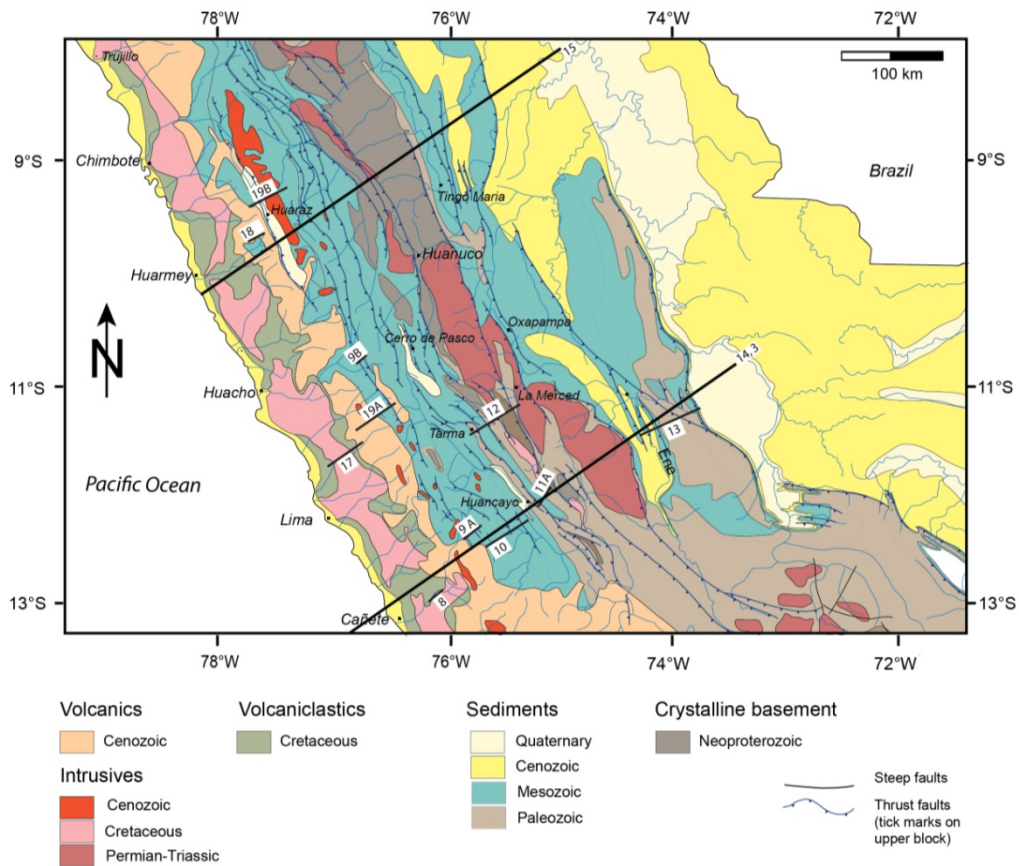 78°W
76°W
74°W
72°W
15
Trujillo
100 km
9°S
Chimbote
9°S
Brazil
19B
Tingo Maria
Huaraz
18
Huanuco
Huarmey
N
Oxapampa
Cerro de Pasco
9B
14,3
11°S
11°S
Huacho
La Merced
19A
12
13
Tarma
17
Ene
11A
Pacific Ocean
Huancayo
Lima
9 A
10
13°S
8
13°S
Cañete
78°W
76°W
74°W
72°W
Volcanics
Cenozoic
Intrusives
Cenozoic
Cretaceous
Permian-Triassic
Volcaniclastics
Cretaceous
Sediments
Quaternary
Cenozoic
Mesozoic
Paleozoic
Crystalline basement
Neoproterozoic
Steep faults
Thrust faults
(tick marks on
upper block)